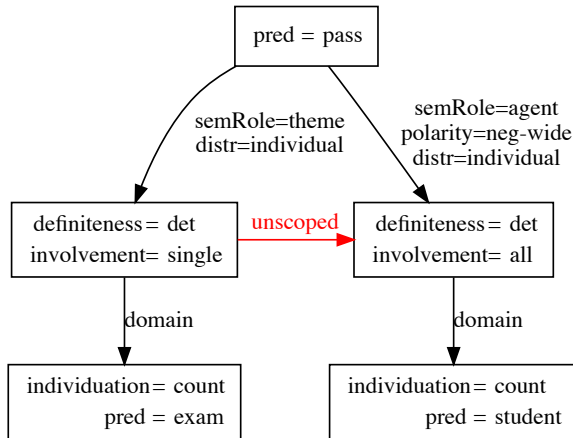 pred = pass
semRole=theme
distr=individual
semRole=agent
polarity=neg-wide
distr=individual
definiteness= det
involvement= single
unscoped
definiteness= det
involvement= all
domain
domain
individuation= count
pred = exam
individuation= count
pred = student